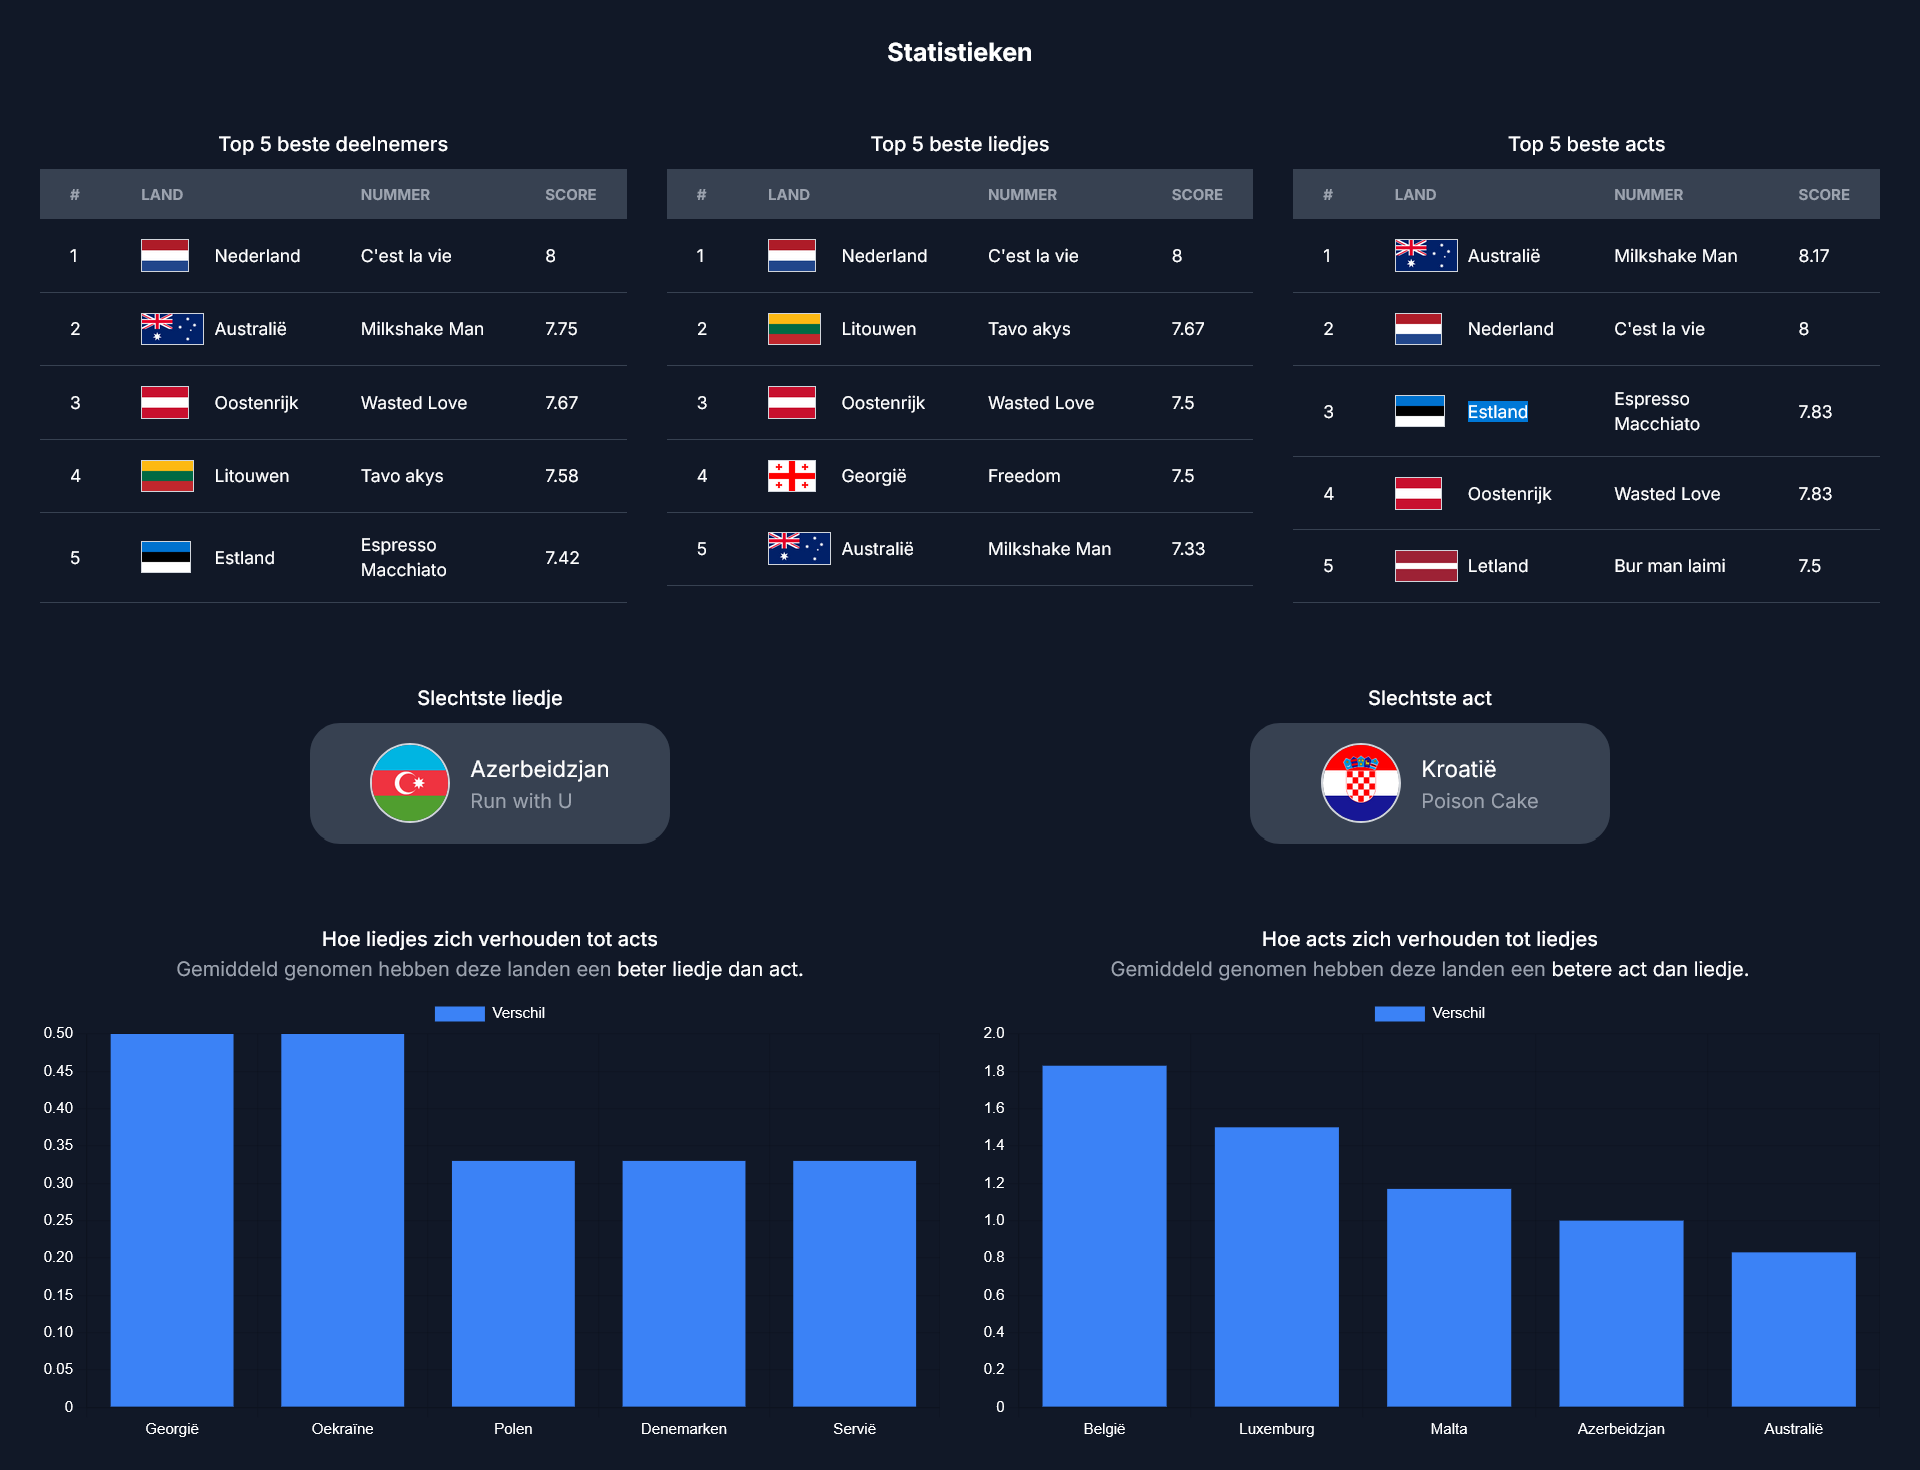 Statistieken
Top 5 beste deelnemers
# LAND NUMMER SCORE
1 Nederland C'est la vie 8
2 Australië Milkshake Man 7.75
3 Oostenrijk Wasted Love 7.67
4 Litouwen Tavo akys 7.58
5 Estland Espresso Macchiato 7.42
Top 5 beste liedjes
# LAND NUMMER SCORE
1 Nederland C'est la vie 8
2 Litouwen Tavo akys 7.67
3 Oostenrijk Wasted Love 7.5
4 Georgië Freedom 7.5
5 Australië Milkshake Man 7.33
Top 5 beste acts
# LAND NUMMER SCORE
1 Australië Milkshake Man 8.17
2 Nederland C'est la vie 8
3 Estland Espresso Macchiato 7.83
4 Oostenrijk Wasted Love 7.83
5 Letland Bur man laimi 7.5
Slechtste liedje
Azerbeidzjan
Run with U
Slechtste act
Kroatië
Poison Cake
Hoe liedjes zich verhouden tot acts
Gemiddeld genomen hebben deze landen een beter liedje dan act.
Verschil
0.50
0.45
0.40
0.35
0.30
0.25
0.20
0.15
0.10
0.05
0
Georgië Oekraïne Polen Denemarken Servië
Hoe acts zich verhouden tot liedjes
Gemiddeld genomen hebben deze landen een betere act dan liedje.
Verschil
2.0
1.8
1.6
1.4
1.2
1.0
0.8
0.6
0.4
0.2
0
België Luxemburg Malta Azerbeidzjan Australië